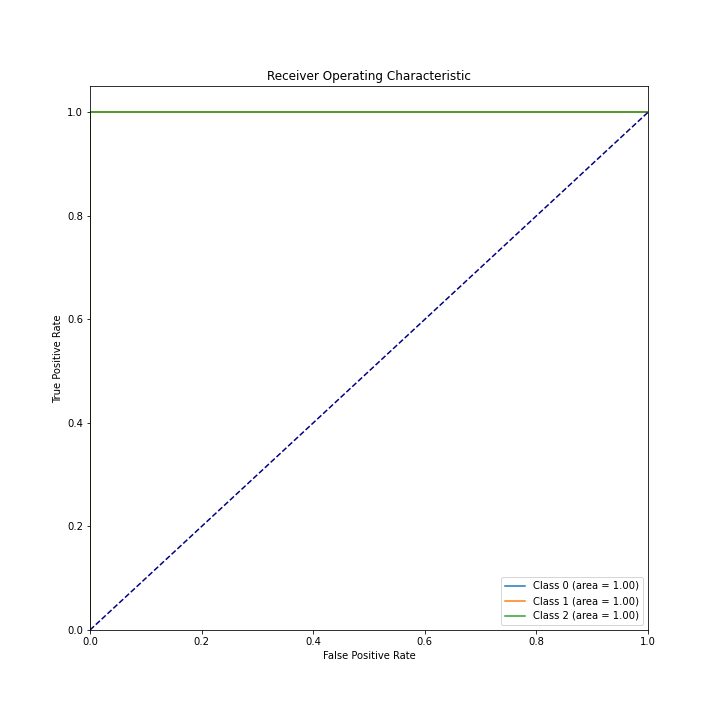 Receiver Operating Characteristic
1.0
0.8
0.6
0.4
0.2
0.0
True Positive Rate
0.0 0.2 0.4 0.6 0.8 1.0
False Positive Rate
Class 0 (area = 1.00)
Class 1 (area = 1.00)
Class 2 (area = 1.00)